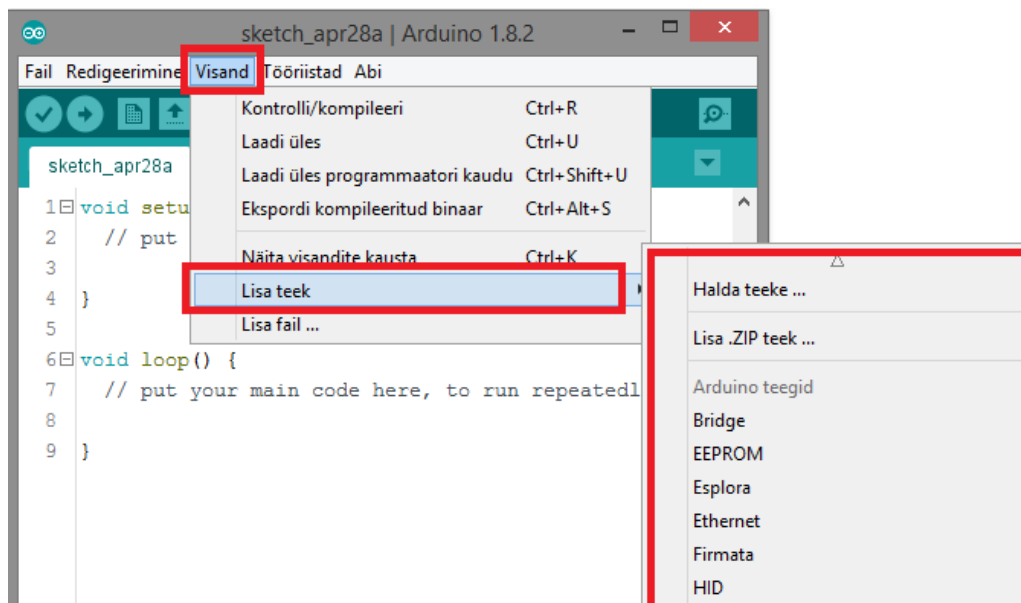 sketch_apr28a | Arduino 1.8.2
Fail Redigeerimine Visand Tööriistad Abi
Kontrolli/kompileeri Ctrl+R
Laadi üles Ctrl+U
Laadi üles programmaatori kaudu Ctrl+Shift+U
Ekspordi kompileeritud binaar Ctrl+Alt+S
Näita visandite kausta Ctrl+K
Lisa teek
Lisa fail ...
sketch_apr28a
1 void setu
2 // put
3
4 }
5
6 void loop() {
7 // put your main code here, to run repeatedl
8
9 }
Halda teeke ...
Lisa .ZIP teek ...
Arduino teegid
Bridge
EEPROM
Esplora
Ethernet
Firmata
HID